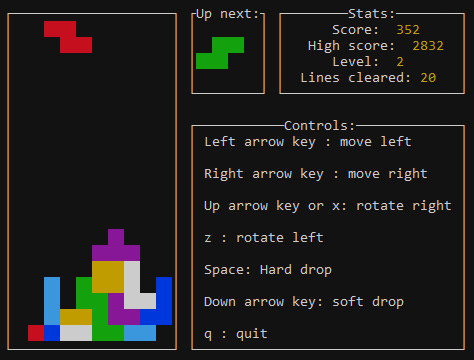 Up next:
Stats:
Score: 352
High score: 2832
Level: 2
Lines cleared: 20
Controls:
Left arrow key : move left
Right arrow key : move right
Up arrow key or x: rotate right
z : rotate left
Space: Hard drop
Down arrow key: soft drop
q : quit